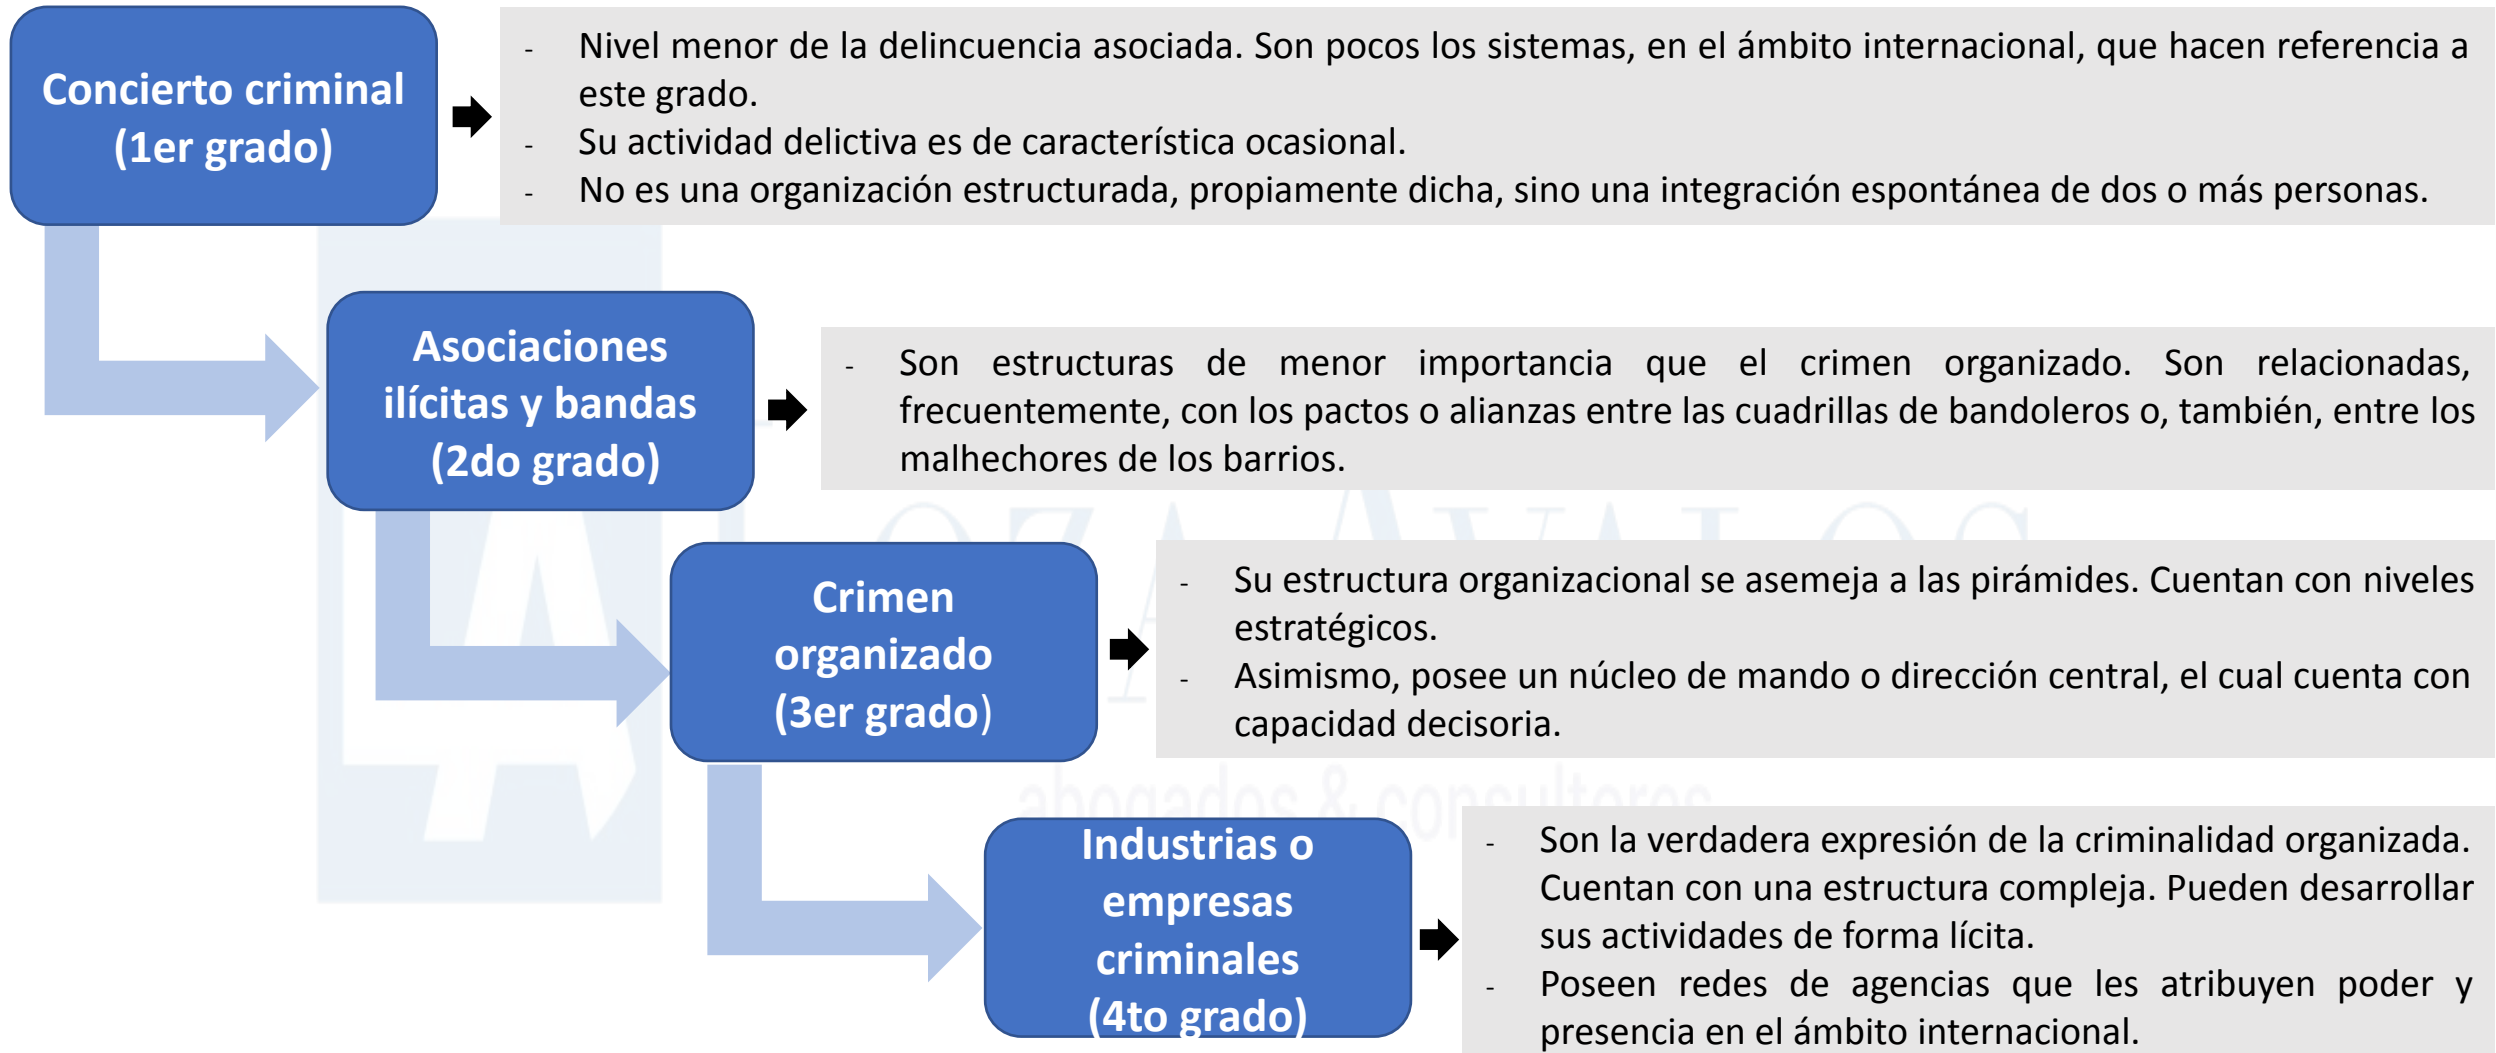 Concierto criminal
(1er grado)
- Nivel menor de la delincuencia asociada. Son pocos los sistemas, en el ámbito internacional, que hacen referencia a
este grado.
- Su actividad delictiva es de característica ocasional.
- No es una organización estructurada, propiamente dicha, sino una integración espontánea de dos o más personas.
Asociaciones
ilícitas y bandas
(2do grado)
- Son estructuras de menor importancia que el crimen organizado. Son relacionadas,
frecuentemente, con los pactos o alianzas entre las cuadrillas de bandoleros o, también, entre los
malhechores de los barrios.
Crimen
organizado
(3er grado)
- Su estructura organizacional se asemeja a las pirámides. Cuentan con niveles
estratégicos.
- Asimismo, posee un núcleo de mando o dirección central, el cual cuenta con
capacidad decisoria.
abogados & consultores
Industrias o
empresas
criminales
(4to grado)
- Son la verdadera expresión de la criminalidad organizada.
Cuentan con una estructura compleja. Pueden desarrollar
sus actividades de forma lícita.
- Poseen redes de agencias que les atribuyen poder y
presencia en el ámbito internacional.